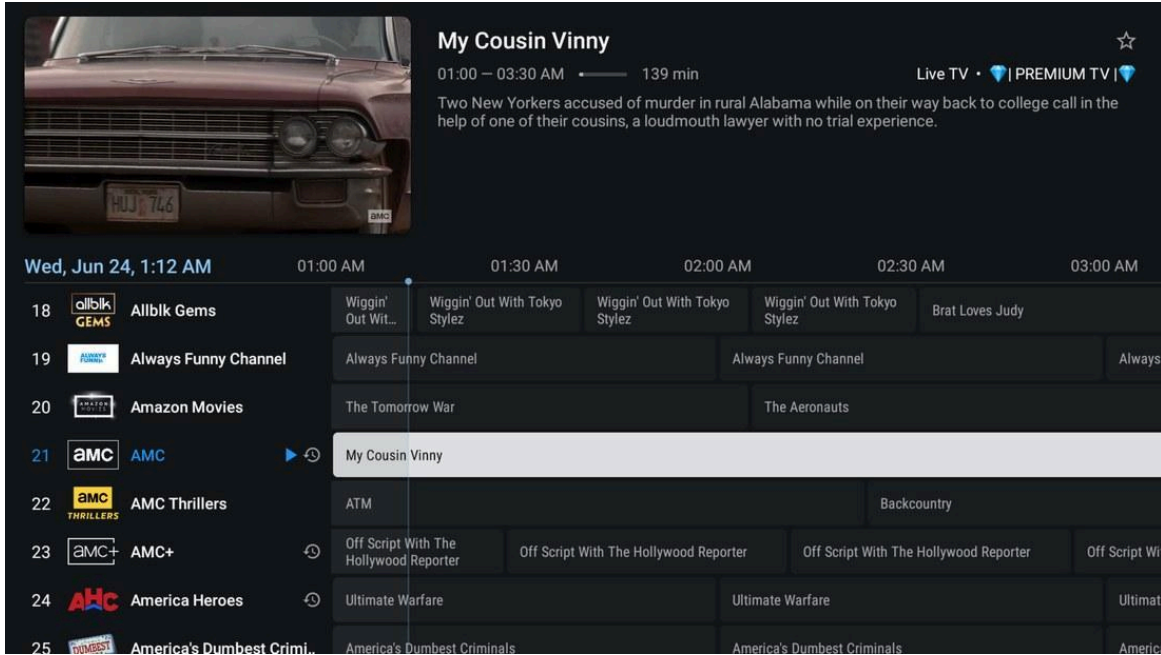 My Cousin Vinny
01:00 — 03:30 AM 139 min
Live TV • 💎| PREMIUM TV |💎
Two New Yorkers accused of murder in rural Alabama while on their way back to college call in the
help of one of their cousins, a loudmouth lawyer with no trial experience.
HUJ 746
amc
Wed, Jun 24, 1:12 AM 01:00 AM 01:30 AM 02:00 AM 02:30 AM 03:00 AM
18 allblk GEMS Allblk Gems
Wiggin'
Out Wit...
Wiggin' Out With Tokyo
Stylez
Wiggin' Out With Tokyo
Stylez
Wiggin' Out With Tokyo
Stylez
Brat Loves Judy
19 ALWAYS FUNNY Always Funny Channel Always Funny Channel Always Funny Channel Always
20 AMAZON MOVIES Amazon Movies The Tomorrow War The Aeronauts
21 amc AMC My Cousin Vinny
22 amc THRILLERS AMC Thrillers ATM Backcountry
23 amc+ AMC+
Off Script With The
Hollywood Reporter
Off Script With The Hollywood Reporter
Off Script With The Hollywood Reporter
Off Script Wi
24 AHC America Heroes Ultimate Warfare Ultimate Warfare Ultimat
25 DUMBEST America's Dumbest Crimi.. America's Dumbest Criminals America's Dumbest Criminals Americ